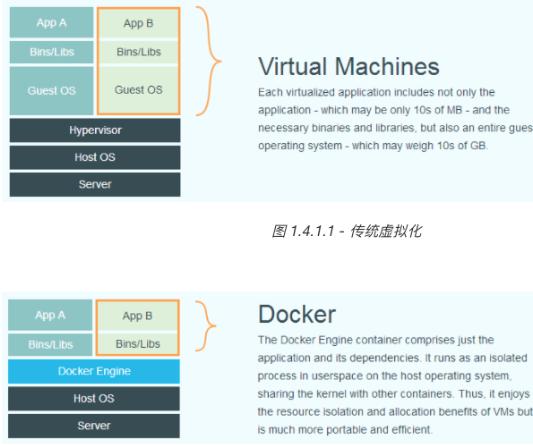 App A
App B
Bins/Libs
Bins/Libs
Guest OS
Guest OS
Hypervisor
Host OS
Server
Virtual Machines
Each virtualized application includes not only the
application - which may be only 10s of MB - and the
necessary binaries and libraries, but also an entire gues
operating system - which may weigh 10s of GB.
图 1.4.1.1 - 传统虚拟化
App A
App B
Bins/Libs
Bins/Libs
Docker Engine
Host OS
Server
Docker
The Docker Engine container comprises just the
application and its dependencies. It runs as an isolated
process in userspace on the host operating system,
sharing the kernel with other containers. Thus, it enjoys
the resource isolation and allocation benefits of VMs but
is much more portable and efficient.